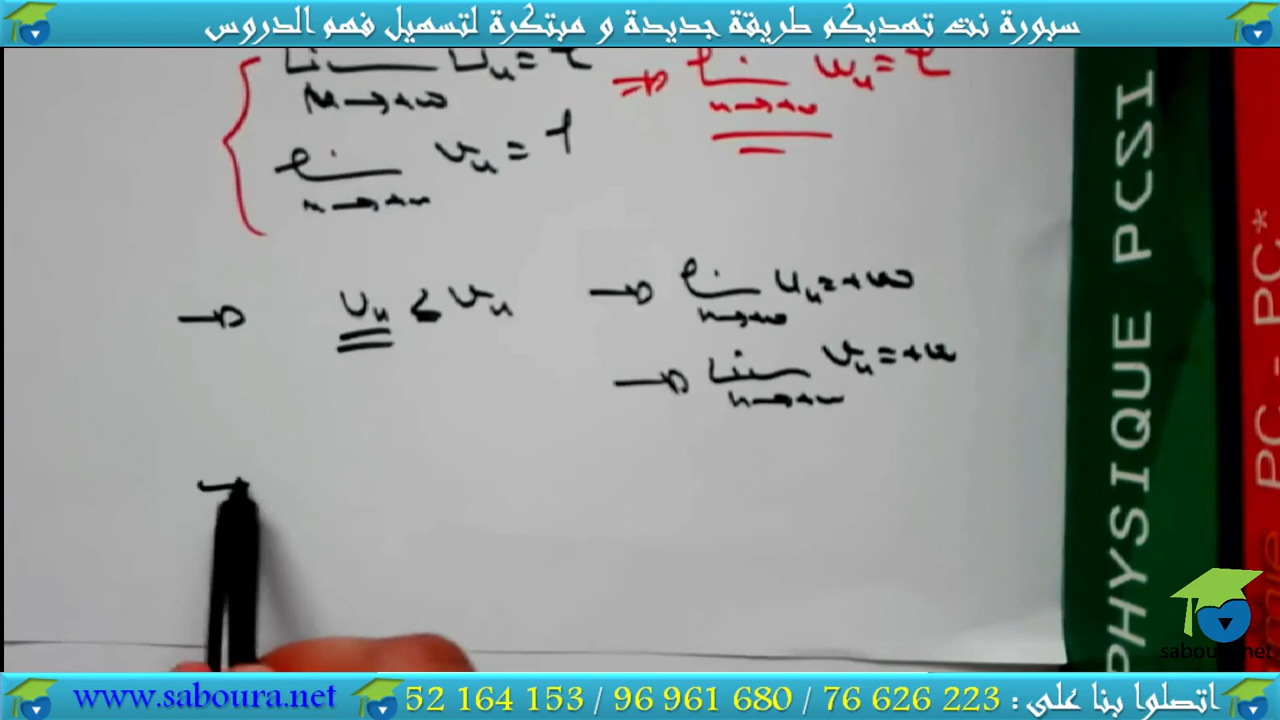 سبورة نت تهديكم طريقة جديدة و مبتكرة لتسهيل فهم الدروس
lim Uₙ = ℓ
n→+∞
⇒ lim Wₙ = ℓ
n→+∞
lim Vₙ = ℓ
n→+∞
→ Uₙ ≤ Vₙ
→ lim Uₙ = +∞
n→+∞
→ lim Vₙ = +∞
n→+∞
PHYSIQUE PCSI
PC - PC*
saboura.net
www.saboura.net
52 164 153 / 96 961 680 / 76 626 223 : اتصلوا بنا على